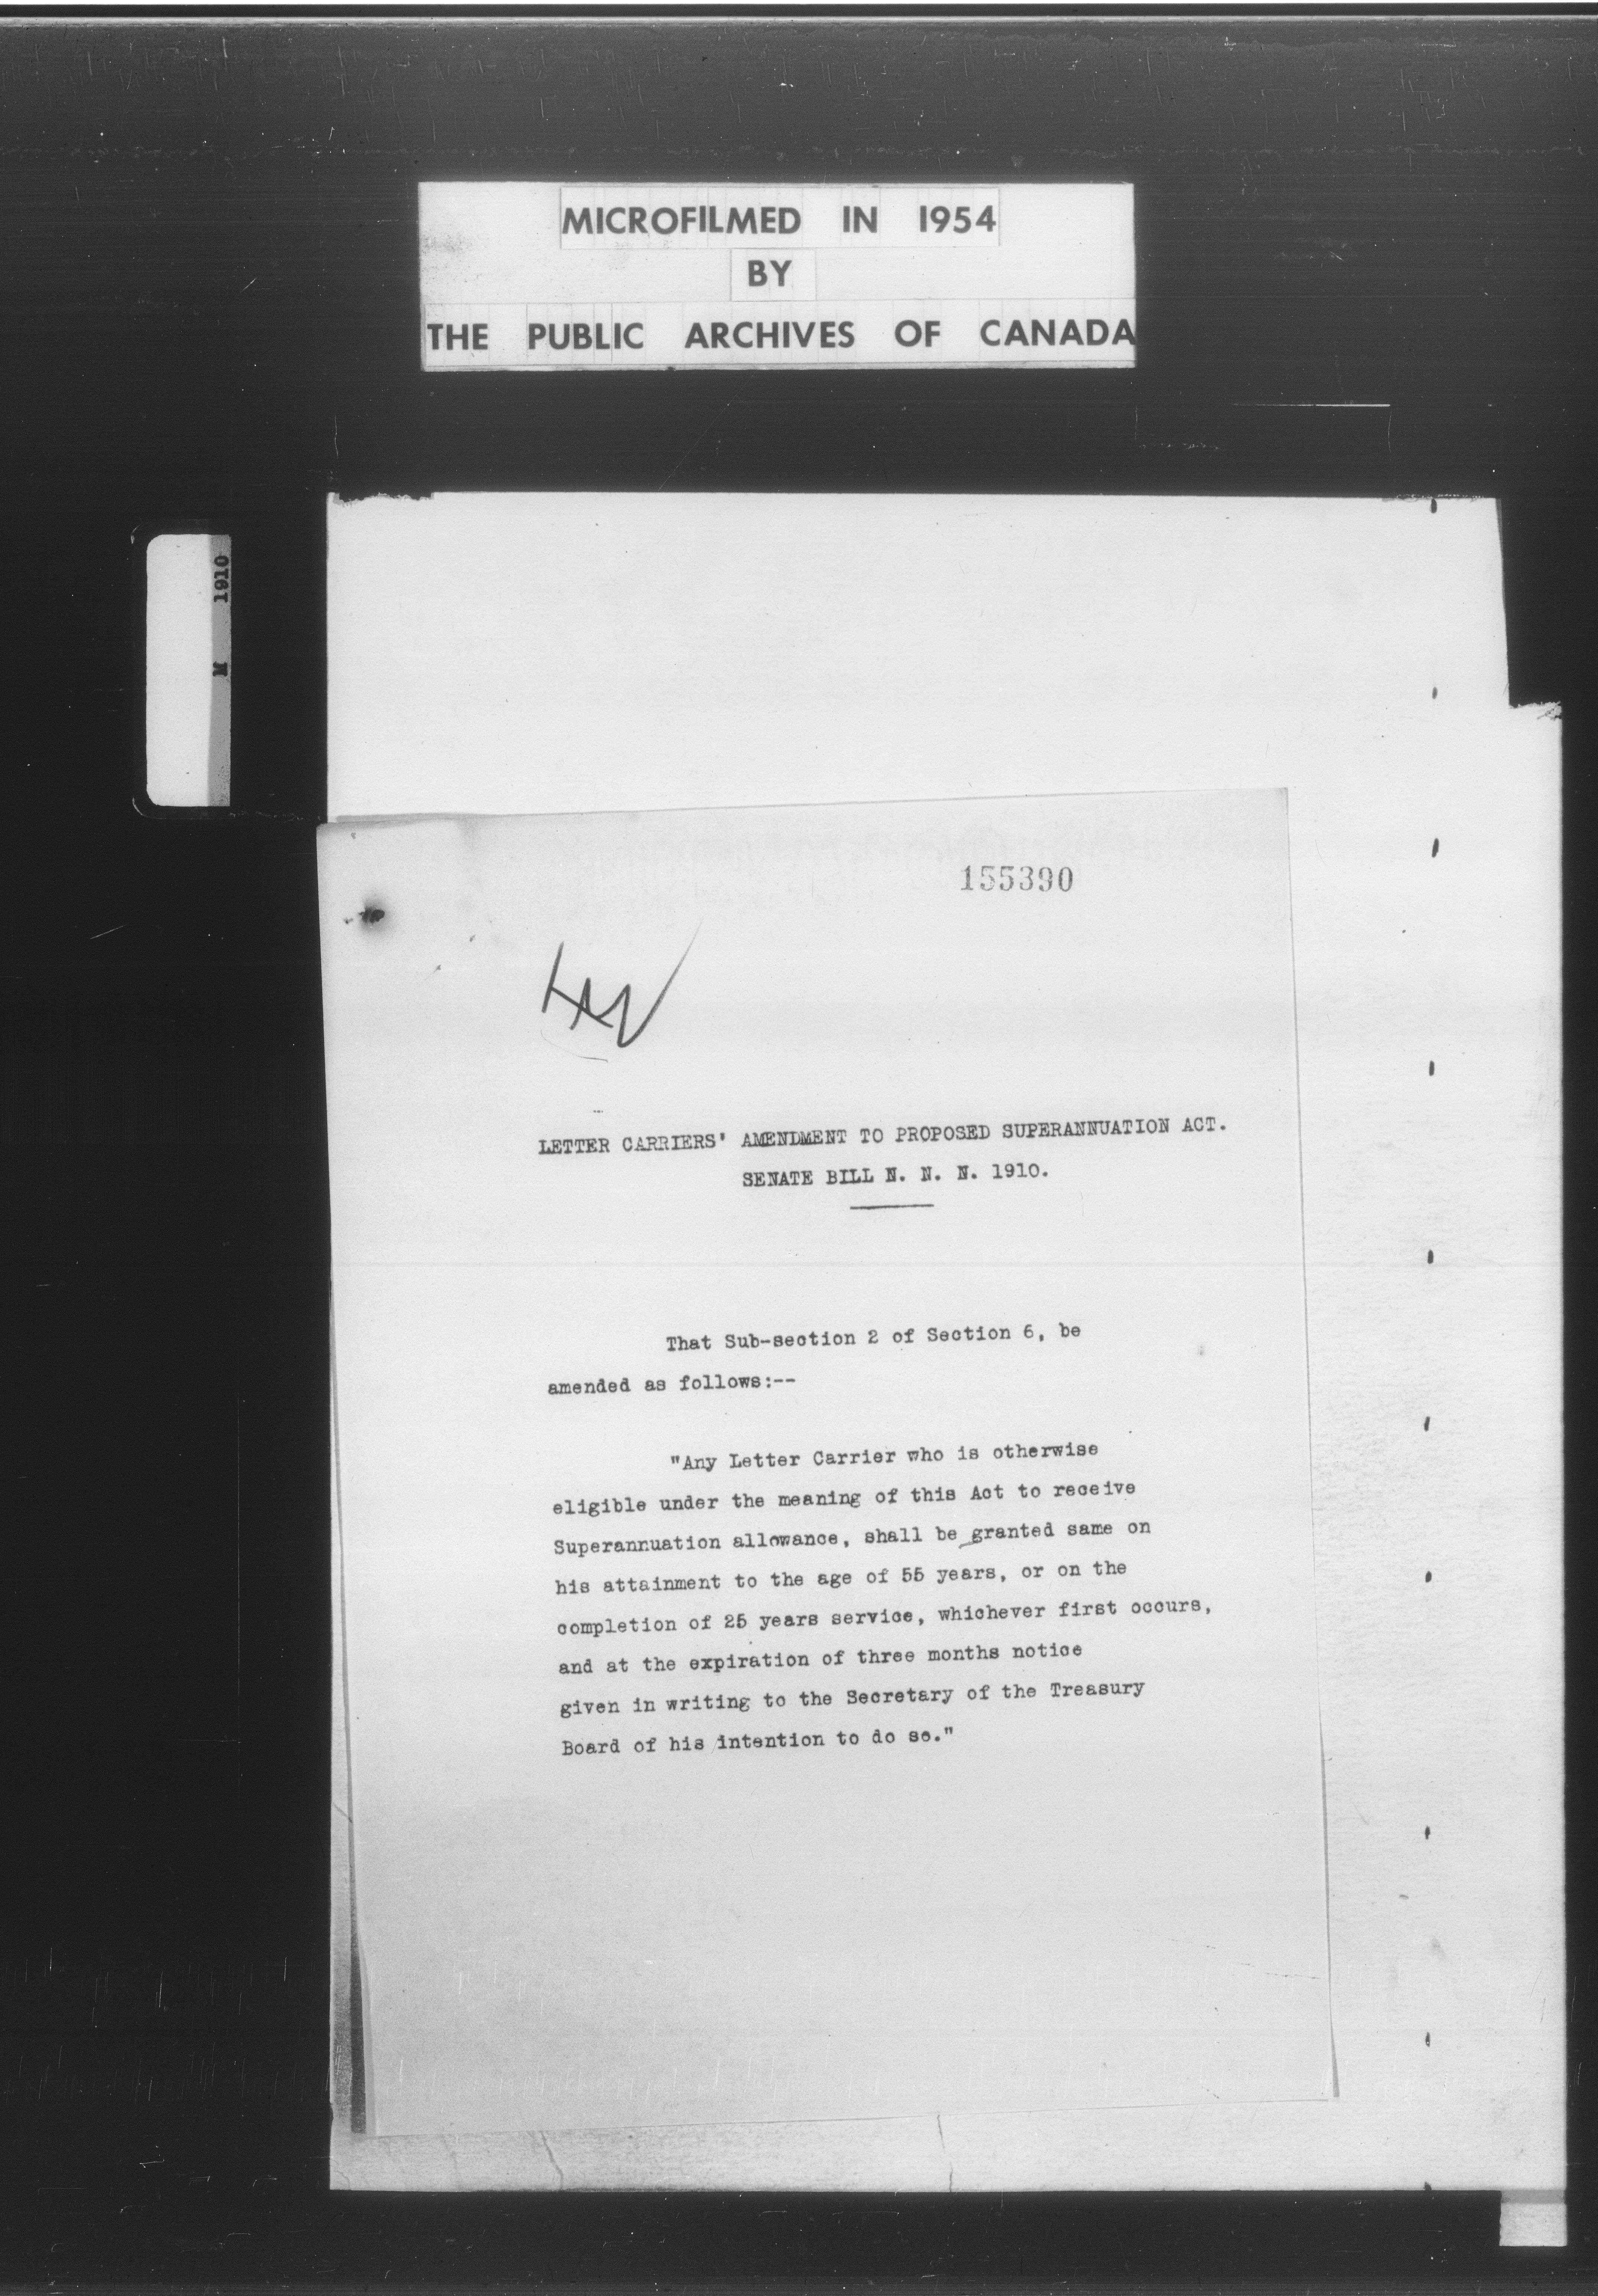 MICROFILMED IN 1954
BY
THE PUBLIC ARCHIVES OF CANADA
M 1910
155390
LETTER CARRIERS' AMENDMENT TO PROPOSED SUPERANNUATION ACT.
SENATE BILL N. N. N. 1910.
That Sub-section 2 of Section 6, be
amended as follows:--
"Any Letter Carrier who is otherwise
eligible under the meaning of this Act to receive
Superannuation allowance, shall be granted same on
his attainment to the age of 55 years, or on the
completion of 25 years service, whichever first occurs,
and at the expiration of three months notice
given in writing to the Secretary of the Treasury
Board of his intention to do so."